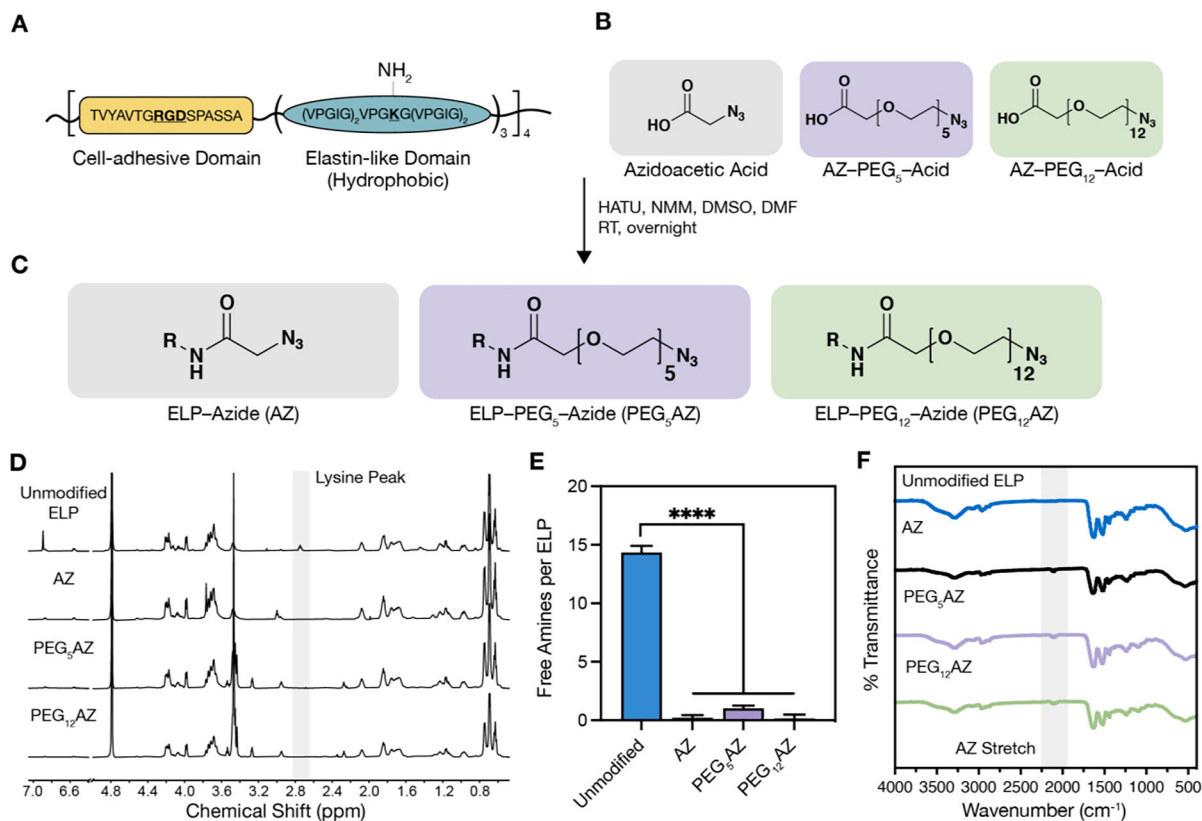 A
NH₂
[TVYAVTGRGDSPASSA (VPGIG)₂VPGKG(VPGIG)₂)₃]₄
Cell-adhesive Domain
Elastin-like Domain
(Hydrophobic)
B
O
HO
N₃
Azidoacetic Acid
O
HO
O
5
N₃
AZ–PEG₅–Acid
O
HO
O
12
N₃
AZ–PEG₁₂–Acid
HATU, NMM, DMSO, DMF
RT, overnight
C
O
R
N
H
N₃
ELP–Azide (AZ)
O
R
N
H
O
5
N₃
ELP–PEG₅–Azide (PEG₅AZ)
O
R
N
H
O
12
N₃
ELP–PEG₁₂–Azide (PEG₁₂AZ)
D
Lysine Peak
Unmodified
ELP
AZ
PEG₅AZ
PEG₁₂AZ
7.0 6.4 4.8 4.4 4.0 3.6 3.2 2.8 2.4 2.0 1.6 1.2 0.8
Chemical Shift (ppm)
E
Free Amines per ELP
20
15
10
5
0
****
Unmodified
AZ
PEG₅AZ
PEG₁₂AZ
F
% Transmittance
Unmodified ELP
AZ
PEG₅AZ
PEG₁₂AZ
AZ Stretch
4000 3500 3000 2500 2000 1500 1000 500
Wavenumber (cm⁻¹)